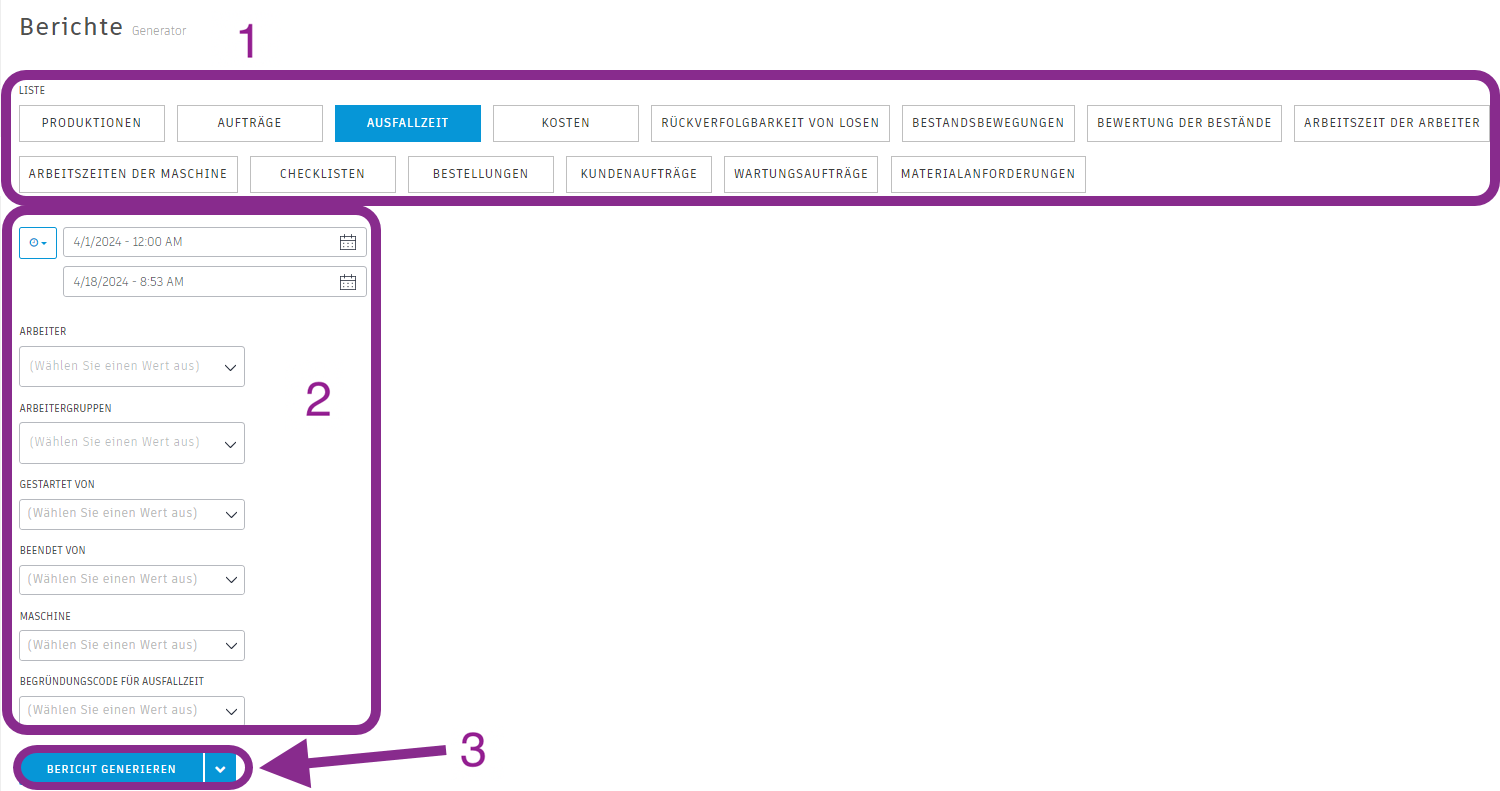 Berichte Generator
1
LISTE
PRODUKTIONEN AUFTRÄGE AUSFALLZEIT KOSTEN RÜCKVERFOLGBARKEIT VON LOSEN BESTANDSBEWEGUNGEN BEWERTUNG DER BESTÄNDE ARBEITSZEIT DER ARBEITER
ARBEITSZEITEN DER MASCHINE CHECKLISTEN BESTELLUNGEN KUNDENAUFTRÄGE WARTUNGSAUFTRÄGE MATERIALANFORDERUNGEN
4/1/2024 - 12:00 AM
4/18/2024 - 8:53 AM
ARBEITER
(Wählen Sie einen Wert aus)
2
ARBEITERGRUPPEN
(Wählen Sie einen Wert aus)
GESTARTET VON
(Wählen Sie einen Wert aus)
BEENDET VON
(Wählen Sie einen Wert aus)
MASCHINE
(Wählen Sie einen Wert aus)
BEGRÜNDUNGSCODE FÜR AUSFALLZEIT
(Wählen Sie einen Wert aus)
3
BERICHT GENERIEREN